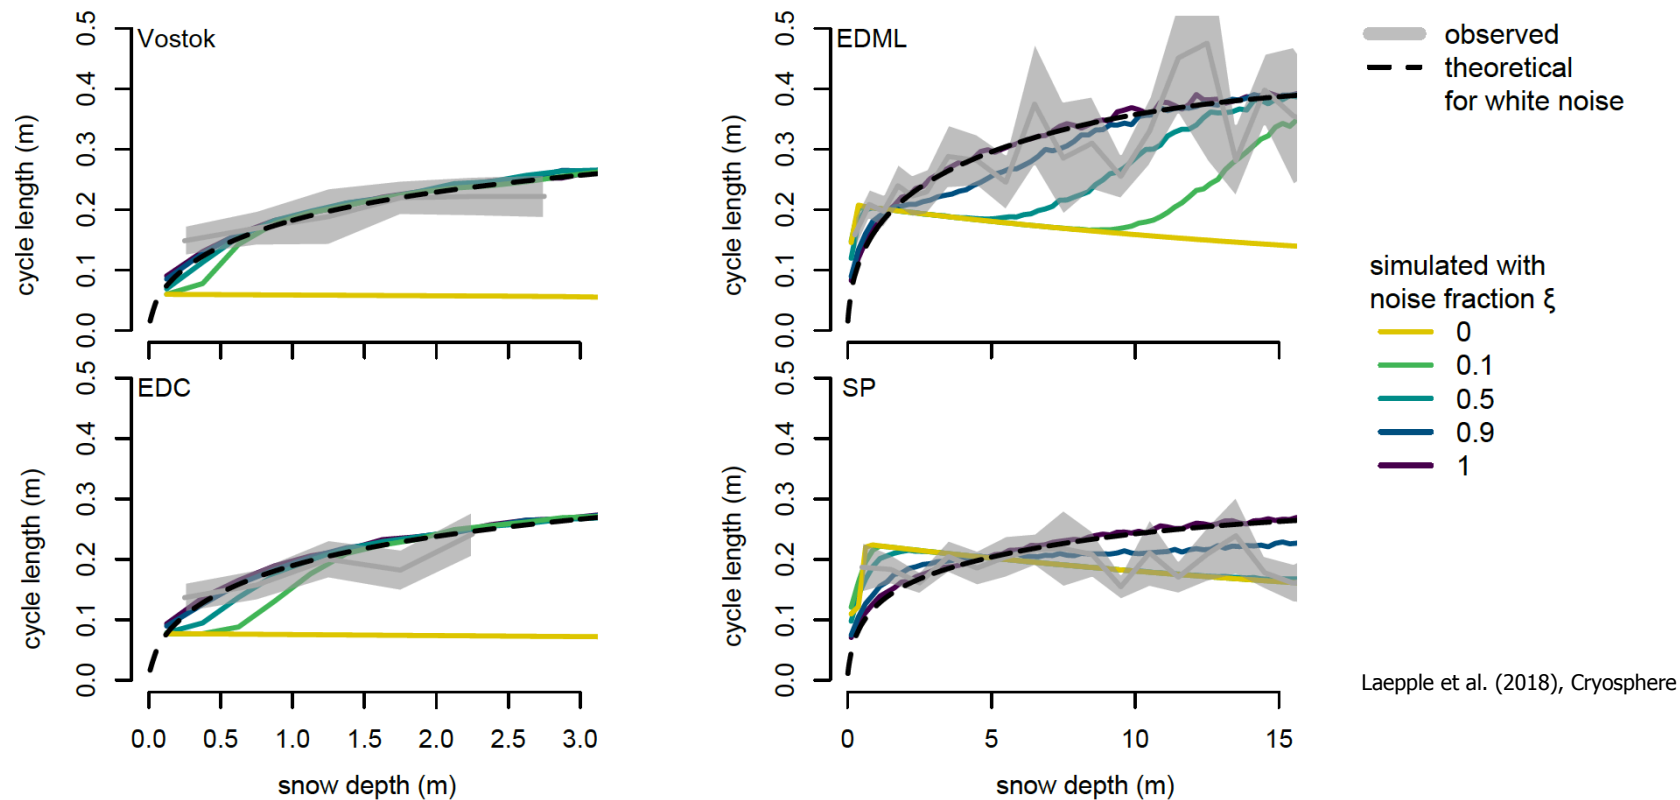 Vostok
cycle length (m)
0.0 0.1 0.2 0.3 0.4 0.5
EDML
cycle length (m)
0.0 0.1 0.2 0.3 0.4 0.5
observed
theoretical
for white noise
simulated with
noise fraction ξ
0
0.1
0.5
0.9
1
EDC
cycle length (m)
0.0 0.1 0.2 0.3 0.4 0.5
0.0 0.5 1.0 1.5 2.0 2.5 3.0
snow depth (m)
SP
cycle length (m)
0.0 0.1 0.2 0.3 0.4 0.5
0 5 10 15
snow depth (m)
Laepple et al. (2018), Cryosphere